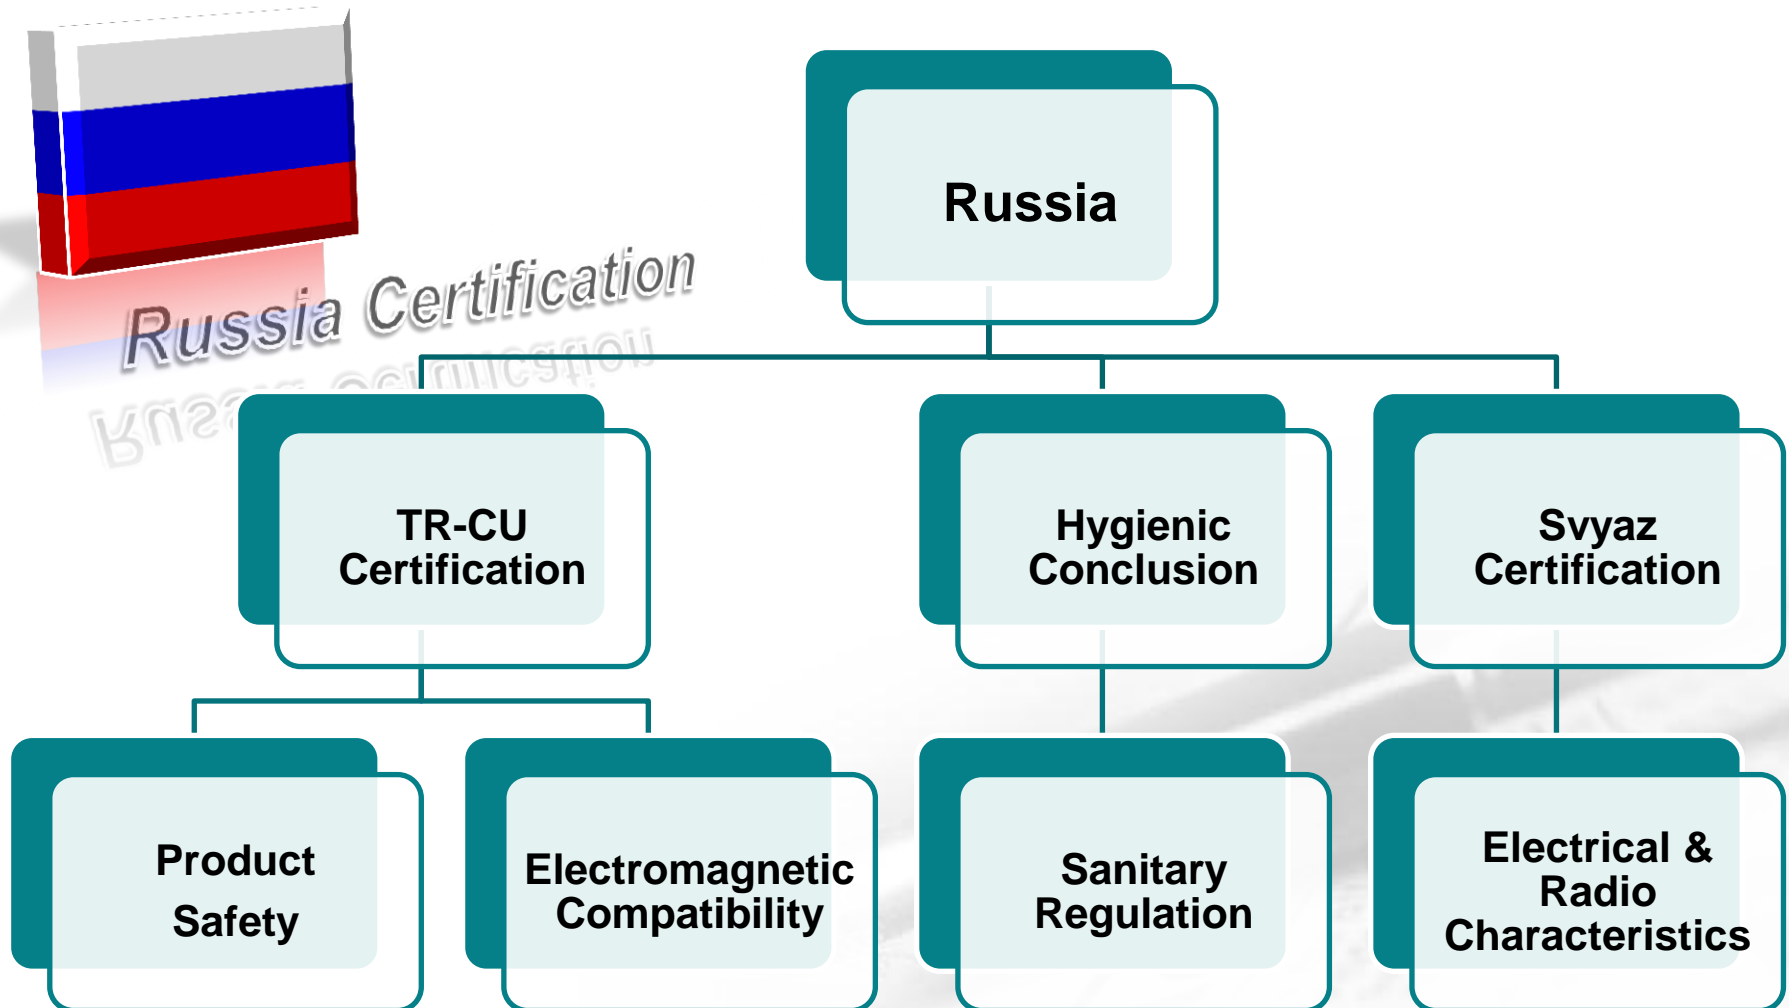 Russia Certification
Russia
TR-CU
Certification
Hygienic
Conclusion
Svyaz
Certification
Product
Safety
Electromagnetic
Compatibility
Sanitary
Regulation
Electrical &
Radio
Characteristics